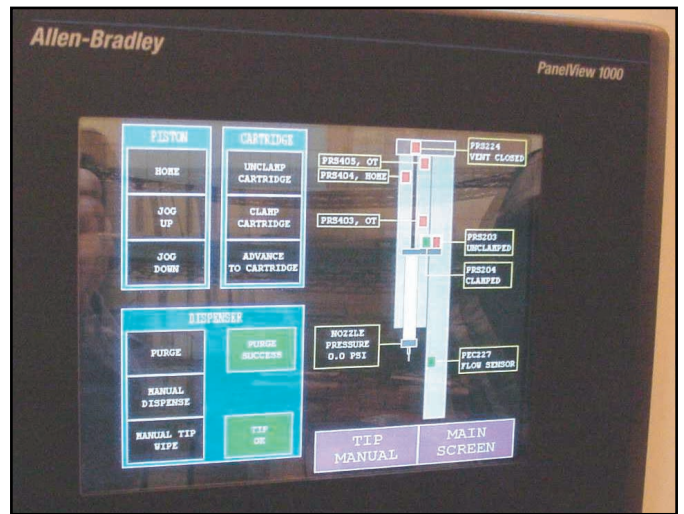 Allen-Bradley
PanelView 1000
PISTON
HOME
JOG
UP
JOG
DOWN
CARTRIDGE
UNCLAMP
CARTRIDGE
CLAMP
CARTRIDGE
ADVANCE
TO CARTRIDGE
DISPENSER
PURGE
PURGE
SUCCESS
MANUAL
DISPENSE
MANUAL TIP
WIPE
TIP
OK
PRS224
VENT CLOSED
PRS405, OT
PRS404, HOME
PRS403, OT
PRS203
UNCLAMPED
PRS204
CLAMPED
NOZZLE
PRESSURE
0.0 PSI
PEC227
FLOW SENSOR
TIP
MANUAL
MAIN
SCREEN